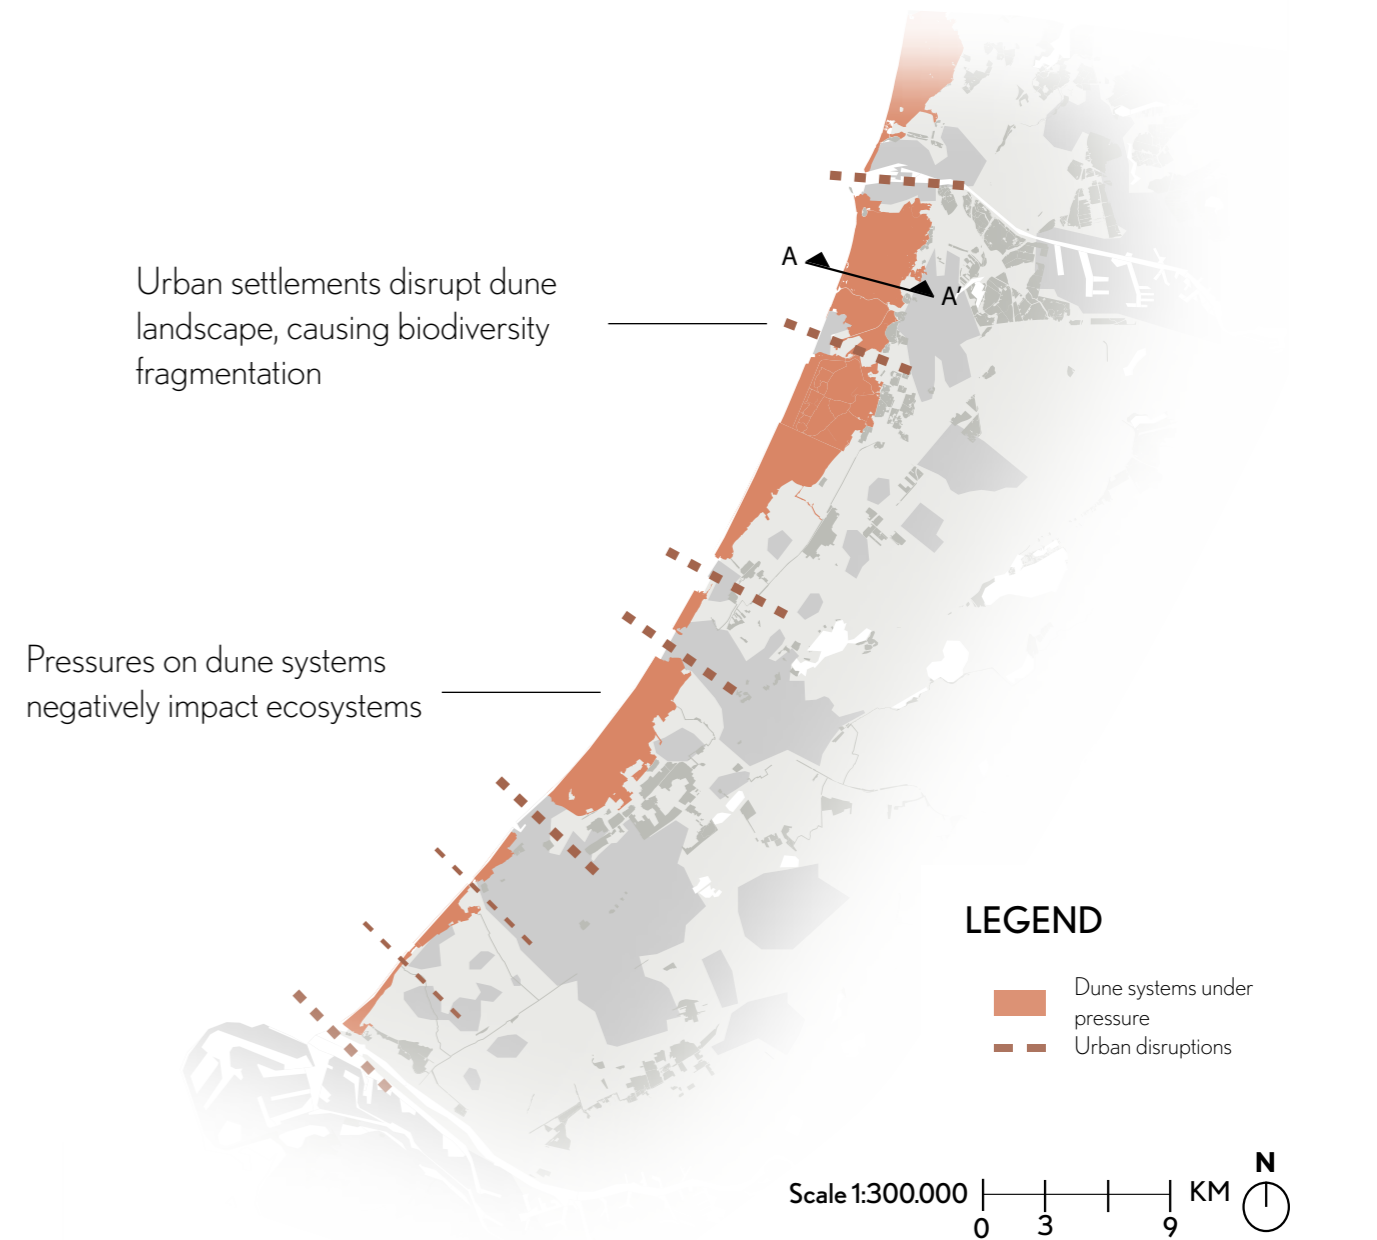 Urban settlements disrupt dune
landscape, causing biodiversity
fragmentation
A
A'
Pressures on dune systems
negatively impact ecosystems
LEGEND
Dune systems under
pressure
Urban disruptions
N
Scale 1:300.000
KM
0 3 9